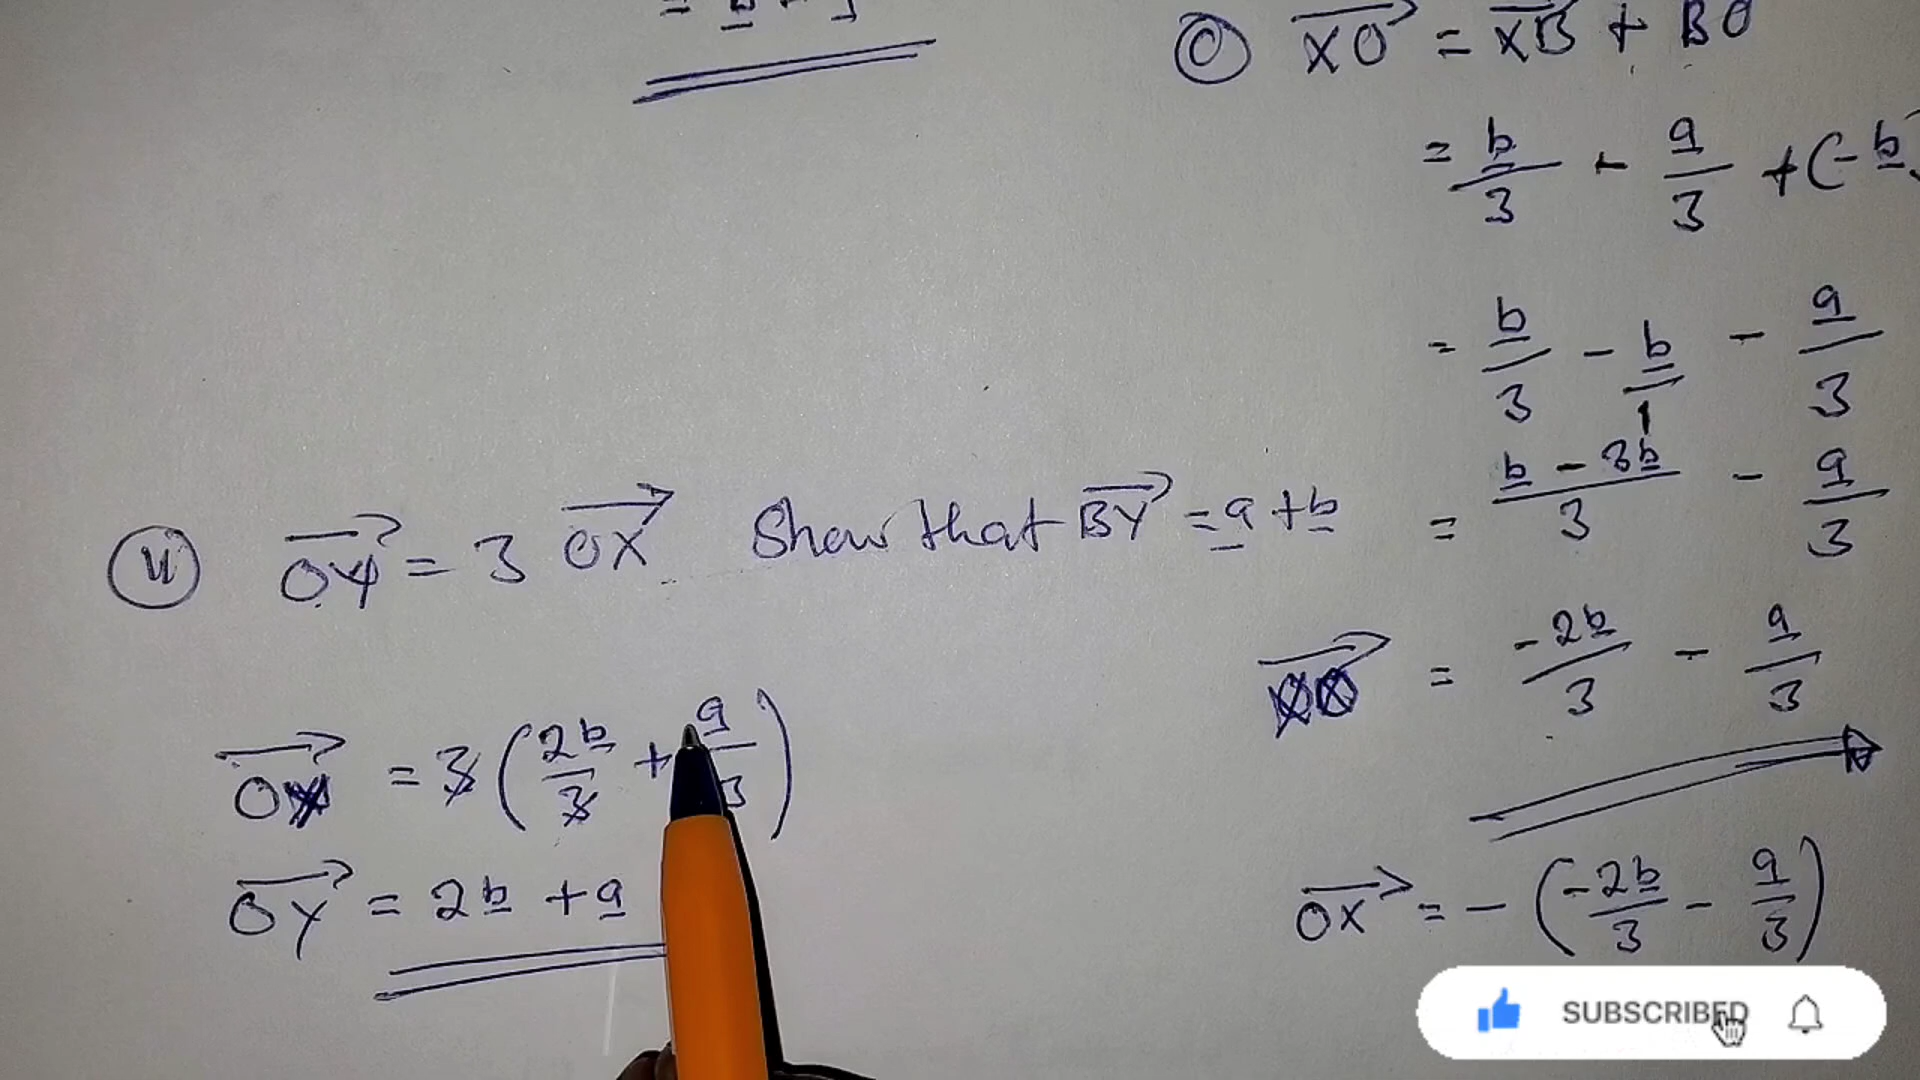 ⓒ XO = XB + BO
= b/3 - a/3 + (-b)
= b/3 - b/1 - a/3
= b - 3b/3 - a/3
XO = -2b/3 - a/3
OX = - (-2b/3 - a/3)
ii OY = 3 OX Show that BY = a + b
OY = 3 (2b/3 + a/3)
OY = 2b + a
SUBSCRIBED